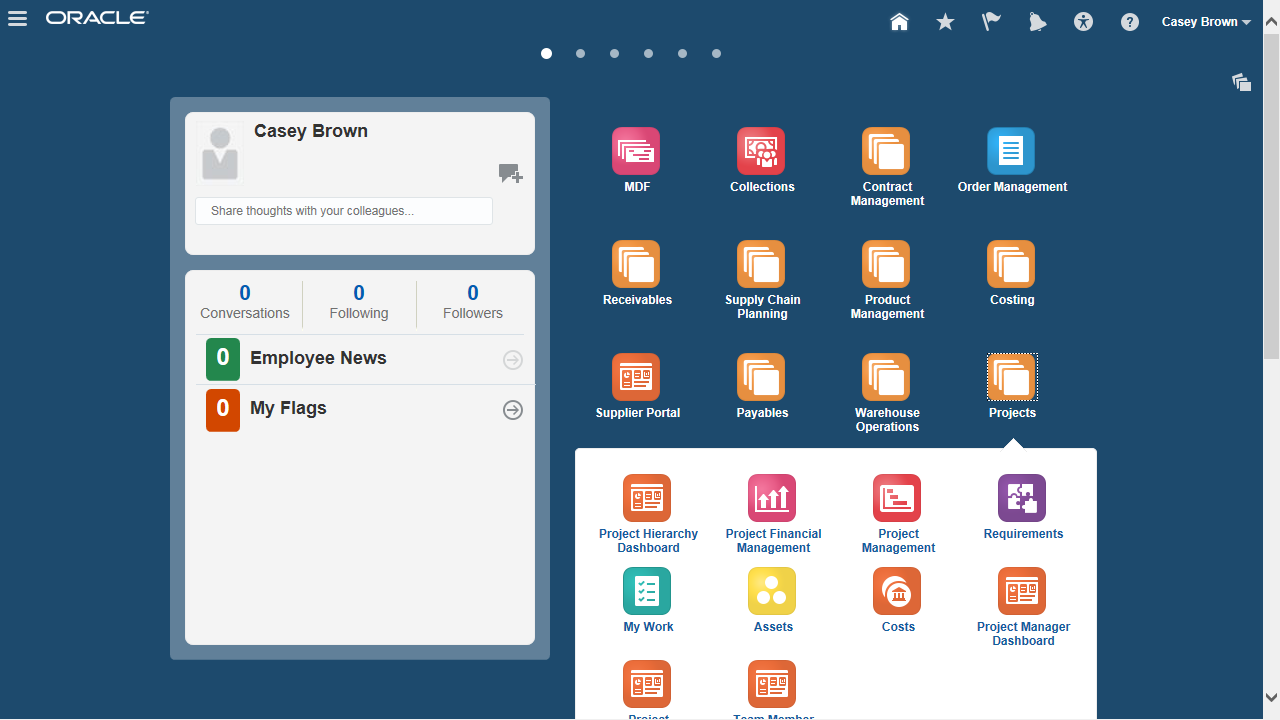 ORACLE
Casey Brown
Casey Brown
Share thoughts with your colleagues...
0
Conversations
0
Following
0
Followers
0 Employee News
0 My Flags
MDF
Collections
Contract
Management
Order Management
Receivables
Supply Chain
Planning
Product
Management
Costing
Supplier Portal
Payables
Warehouse
Operations
Projects
Project Hierarchy
Dashboard
Project Financial
Management
Project
Management
Requirements
My Work
Assets
Costs
Project Manager
Dashboard
Project
Team Member